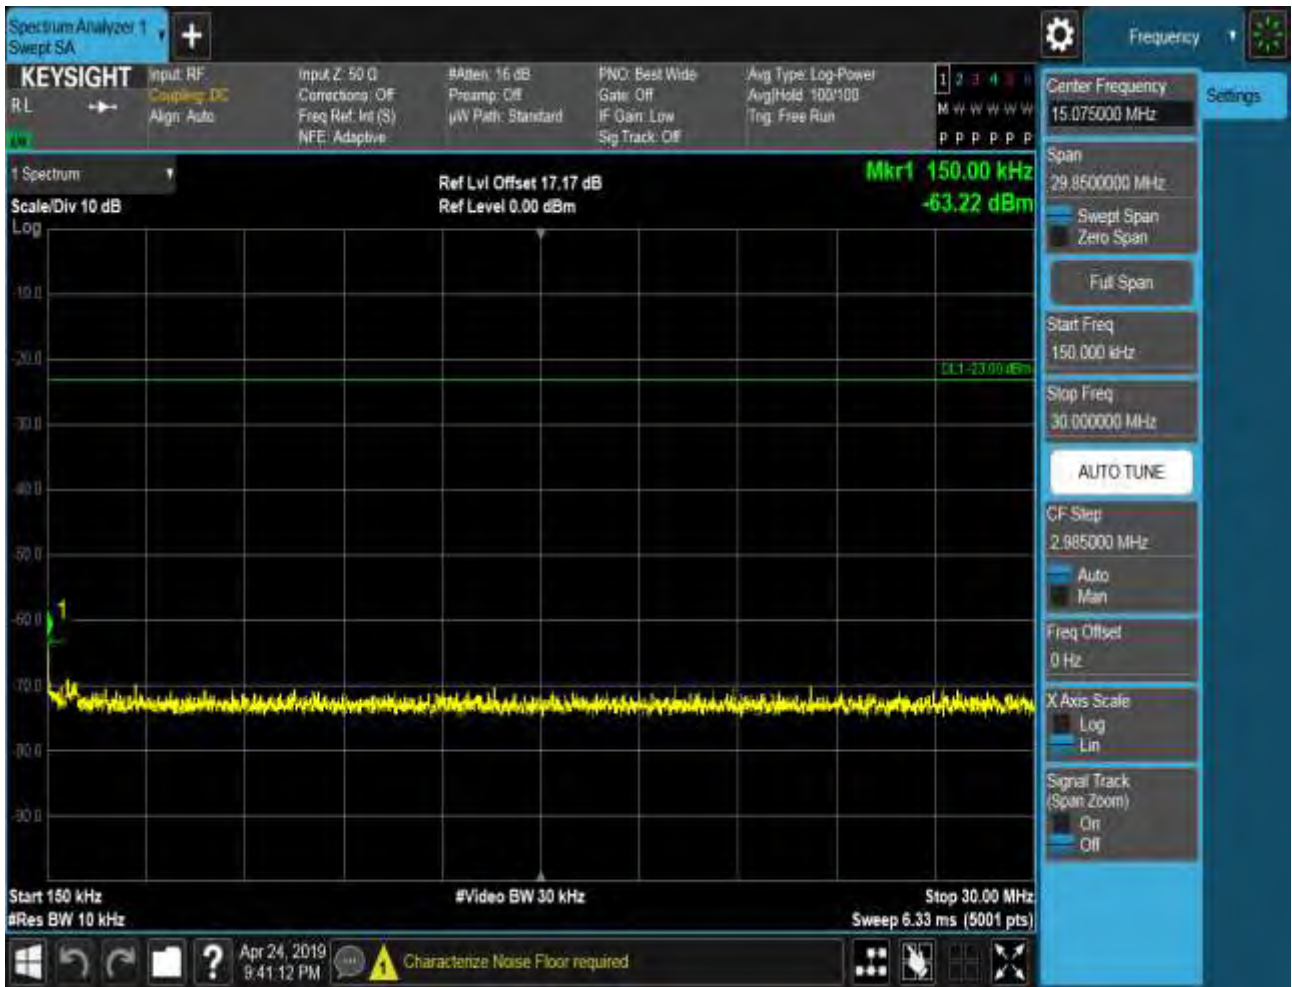 Spectrum Analyzer 1
Swept SA
+
Frequency
KEYSIGHT
RL
Input: RF
Coupling: DC
Align: Auto
Input Z: 50 Ω
Corrections: Off
Freq Ref: Int (S)
NFE: Adaptive
#Atten: 16 dB
Preamp: Off
µW Path: Standard
PNO: Best Wide
Gate: Off
IF Gain: Low
Sig Track: Off
Avg Type: Log-Power
Avg|Hold: 100/100
Trig: Free Run
1 2 3 4 5 6
M W W W W W
P P P P P P
1 Spectrum
Scale/Div 10 dB
Log
Ref Lvl Offset 17.17 dB
Ref Level 0.00 dBm
Mkr1 150.00 kHz
-63.22 dBm
-10.0
-20.0
DL1 -23.00 dBm
-30.0
-40.0
-50.0
1
-60.0
-70.0
-80.0
-90.0
Start 150 kHz
#Res BW 10 kHz
#Video BW 30 kHz
Stop 30.00 MHz
Sweep 6.33 ms (5001 pts)
Center Frequency
15.075000 MHz
Settings
Span
29.8500000 MHz
Swept Span
Zero Span
Full Span
Start Freq
150.000 kHz
Stop Freq
30.000000 MHz
AUTO TUNE
CF Step
2.985000 MHz
Auto
Man
Freq Offset
0 Hz
X Axis Scale
Log
Lin
Signal Track
(Span Zoom)
On
Off
?
Apr 24, 2019
9:41:12 PM
1
Characterize Noise Floor required